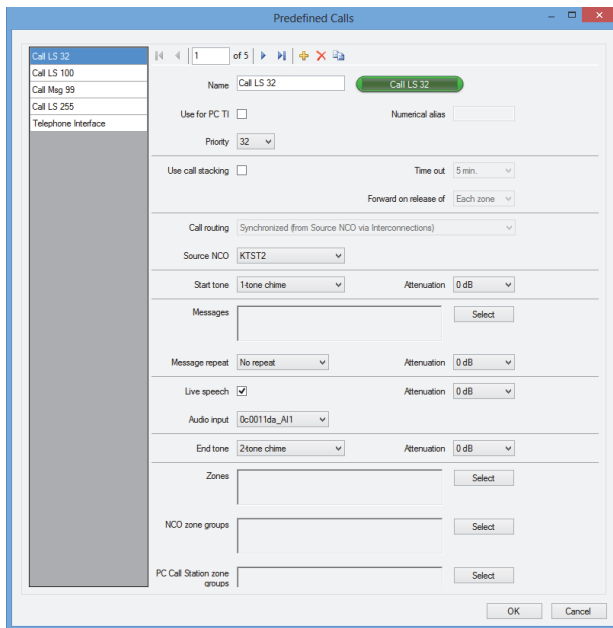 Predefined Calls
Call LS 32
Call LS 100
Call Msg 99
Call LS 255
Telephone Interface
1 of 5
Name Call LS 32 Call LS 32
Use for PC TI Numerical alias
Priority 32
Use call stacking Time out 5 min.
Forward on release of Each zone
Call routing Synchronized (from Source NCO via Interconnections)
Source NCO KTST2
Start tone 1-tone chime Attenuation 0 dB
Messages Select
Message repeat No repeat Attenuation 0 dB
Live speech Attenuation 0 dB
Audio input 0c0011da_AI1
End tone 2-tone chime Attenuation 0 dB
Zones Select
NCO zone groups Select
PC Call Station zone groups Select
OK Cancel